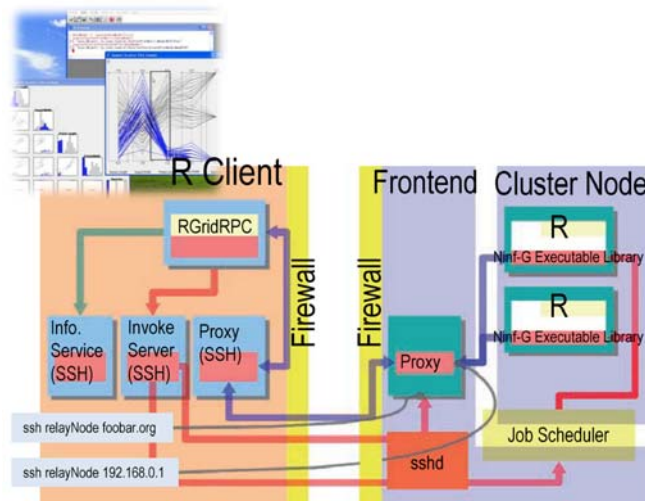 R Client
Frontend
Cluster Node
RGridRPC
Firewall
Firewall
R
Ninf-G Executable Library
R
Ninf-G Executable Library
Info.
Service
(SSH)
Invoke
Server
(SSH)
Proxy
(SSH)
Proxy
ssh relayNode foobar.org
ssh relayNode 192.168.0.1
sshd
Job Scheduler